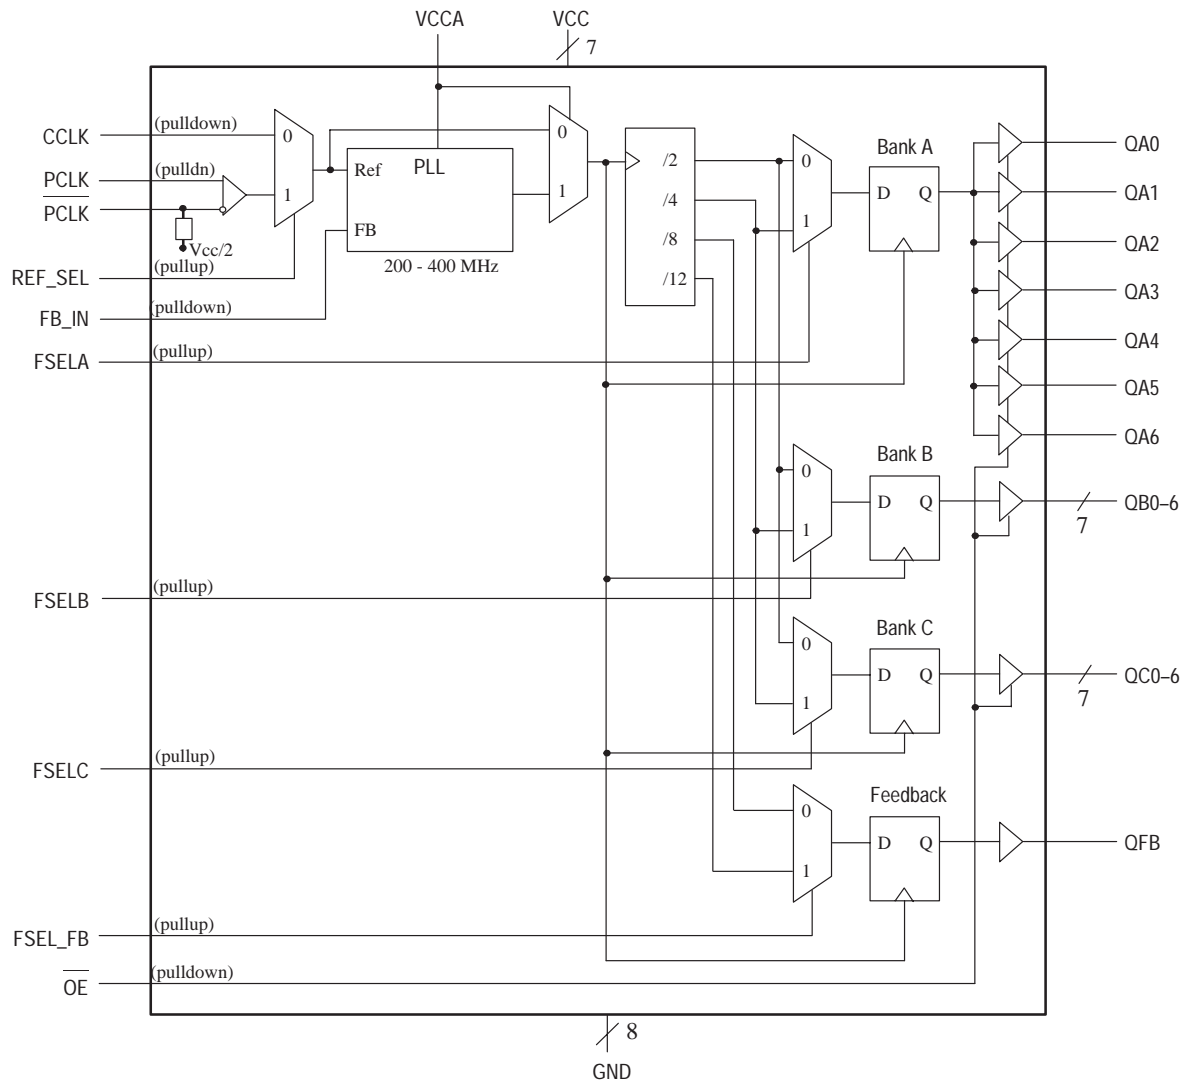 VCCA
VCC
7
CCLK
(pulldown)
0
PCLK
(pulldn)
1
PCLK
Vcc/2
REF_SEL
(pullup)
FB_IN
(pulldown)
FSELA
(pullup)
Ref
PLL
FB
200 - 400 MHz
0
1
/2
/4
/8
/12
0
1
Bank A
D Q
QA0
QA1
QA2
QA3
QA4
QA5
QA6
Bank B
0
1
D Q
7
QB0–6
FSELB
(pullup)
Bank C
0
1
D Q
7
QC0–6
FSELC
(pullup)
Feedback
0
1
D Q
QFB
FSEL_FB
(pullup)
OE
(pulldown)
8
GND